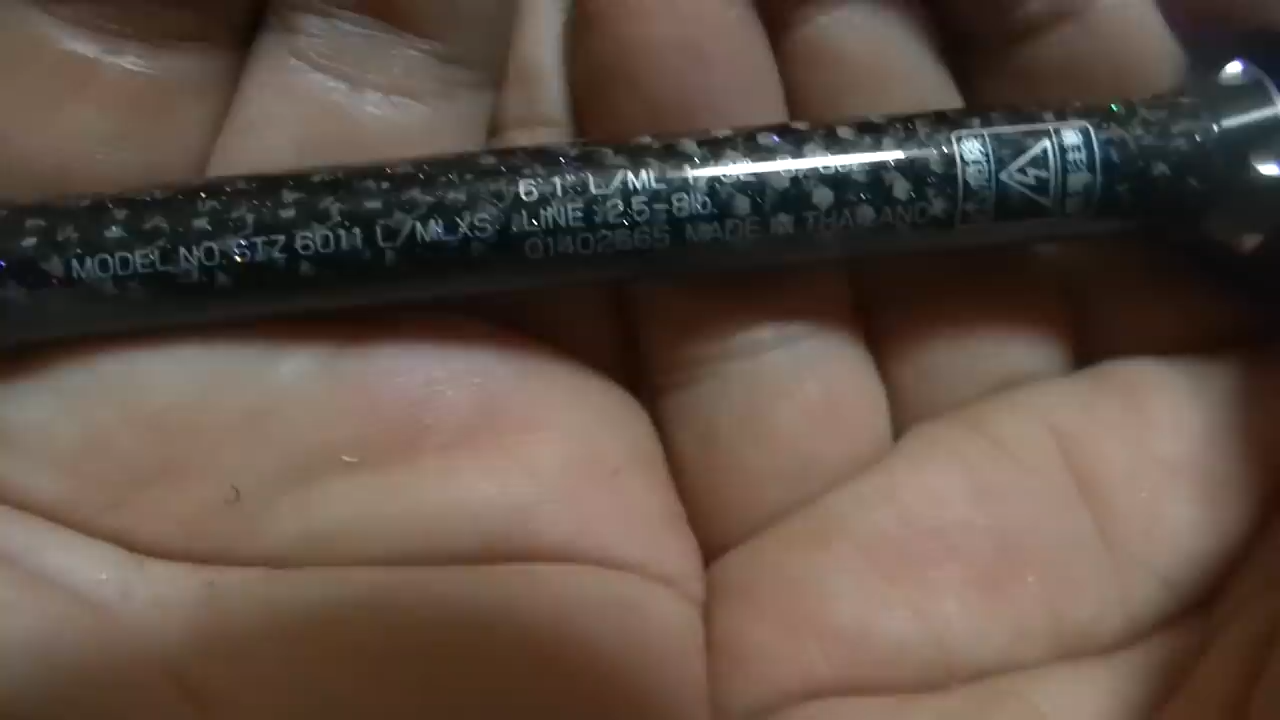 MODEL NO. STZ 6011 L/MLXS
6'1" L/ML
LINE : 2.5-8lb.
01402665 MADE IN THAILAND